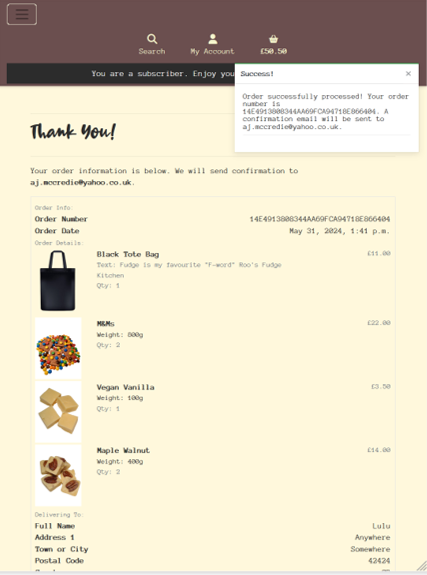 Search
My Account
£50.50
You are a subscriber. Enjoy you
Success!
×
Order successfully processed! Your order
number is
14E4913808344AA69FCA94718E866404. A
confirmation email will be sent to
aj.mccredie@yahoo.co.uk.
Thank You!
Your order information is below. We will send confirmation to
aj.mccredie@yahoo.co.uk.
Order Info:
Order Number 14E4913808344AA69FCA94718E866404
Order Date May 31, 2024, 1:41 p.m.
Order Details:
Black Tote Bag £11.00
Text: Fudge is my favourite "F-word" Roo's Fudge
Kitchen
Qty: 1
M&Ms £22.00
Weight: 800g
Qty: 2
Vegan Vanilla £3.50
Weight: 100g
Qty: 1
Maple Walnut £14.00
Weight: 400g
Qty: 2
Delivering To:
Full Name Lulu
Address 1 Anywhere
Town or City Somewhere
Postal Code 42424